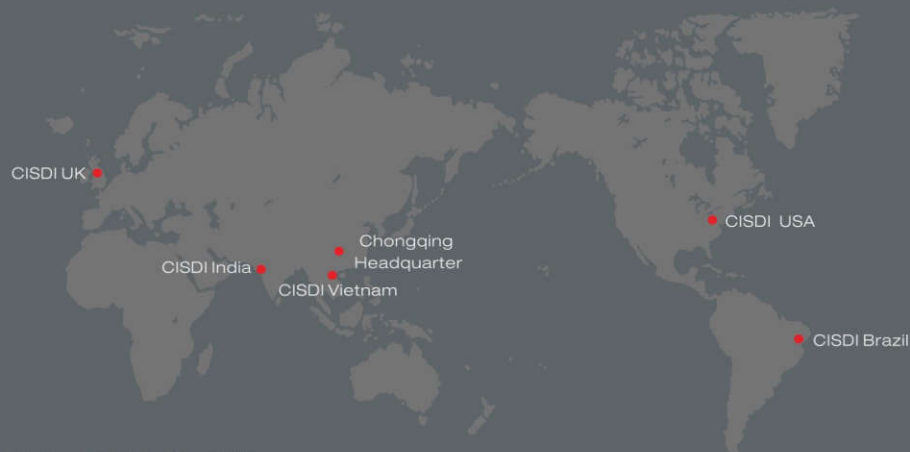 CISDI UK
CISDI USA
Chongqing
Headquarter
CISDI India
CISDI Vietnam
CISDI Brazil